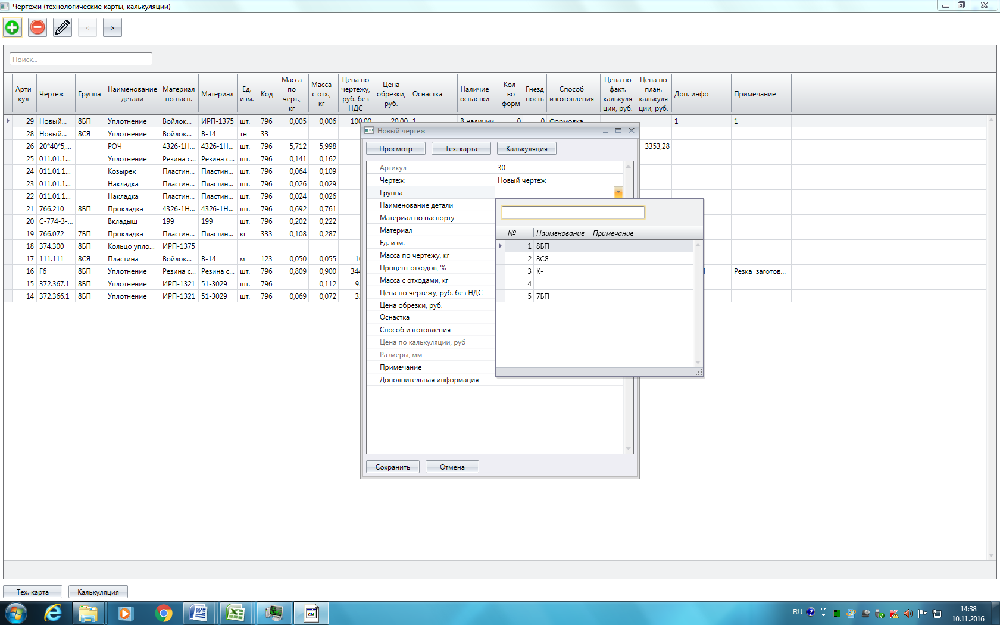 Чертежи (технологические карты, калькуляции)
< >
Поиск...
Арти кул Чертеж Группа Наименование детали Материал по пасп. Материал Ед. изм. Код Масса по черт., кг Масса с отх., кг Цена по чертежу, руб. без НДС Цена обрезки, руб. Оснастка Наличие оснастки Кол-во форм Гнезд ность Способ изготовления Цена по факт. калькуля ции, руб. Цена по план. калькуля ции, руб. Доп. инфо Примечание
29 Новый... 8БП Уплотнение Войлок... ИРП-1375 шт. 796 0,005 0,006 100,00 20,00 1 В наличии 0 0 Формовка 1 1
28 Новый... 8СЯ Уплотнение Войлок... В-14 тн 33
26 20*40*5,... РОЧ 4326-1Н... 4326-1Н... шт. 796 5,712 5,998 3353,28
25 011.01.1... Уплотнение Резина с... Резина с... шт. 796 0,141 0,162
24 011.01.1... Козырек Пластин... Пластин... шт. 796 0,064 0,109
23 011.01.1... Накладка Пластин... Пластин... шт. 796 0,026 0,029
22 011.01.1... Накладка Пластин... Пластин... шт. 796 0,024 0,026
21 766.210 8БП Прокладка 4326-1Н... 4326-1Н... шт. 796 0,692 0,761
20 С-774-3-... Вкладыш 199 199 шт. 796 0,202 0,222
19 766.072 7БП Прокладка Пластин... Пластин... кг 333 0,108 0,287
18 374.300 8БП Кольцо упло... ИРП-1375
17 111.111 8СЯ Пластина Войлок... В-14 м 123 0,050 0,055
16 Г6 8БП Уплотнение Резина с... Резина с... шт. 796 0,809 0,900 344 Резка заготов...
15 372.367.1 8БП Уплотнение ИРП-1321 51-3029 шт. 796 0,112
14 372.366.1 8БП Уплотнение ИРП-1321 51-3029 шт. 796 0,069 0,072
Новый чертеж
Просмотр Тех. карта Калькуляция
Артикул 30
Чертеж Новый чертеж
Группа
Наименование детали
Материал по паспорту
Материал
Ед. изм.
Масса по чертежу, кг
Процент отходов, %
Масса с отходами, кг
Цена по чертежу, руб. без НДС
Цена обрезки, руб.
Оснастка
Способ изготовления
Цена по калькуляции, руб
Размеры, мм
Примечание
Дополнительная информация
№ Наименование Примечание
1 8БП
2 8СЯ
3 К-
4
5 7БП
Сохранить Отмена
Тех. карта Калькуляция
RU
14:38
10.11.2016